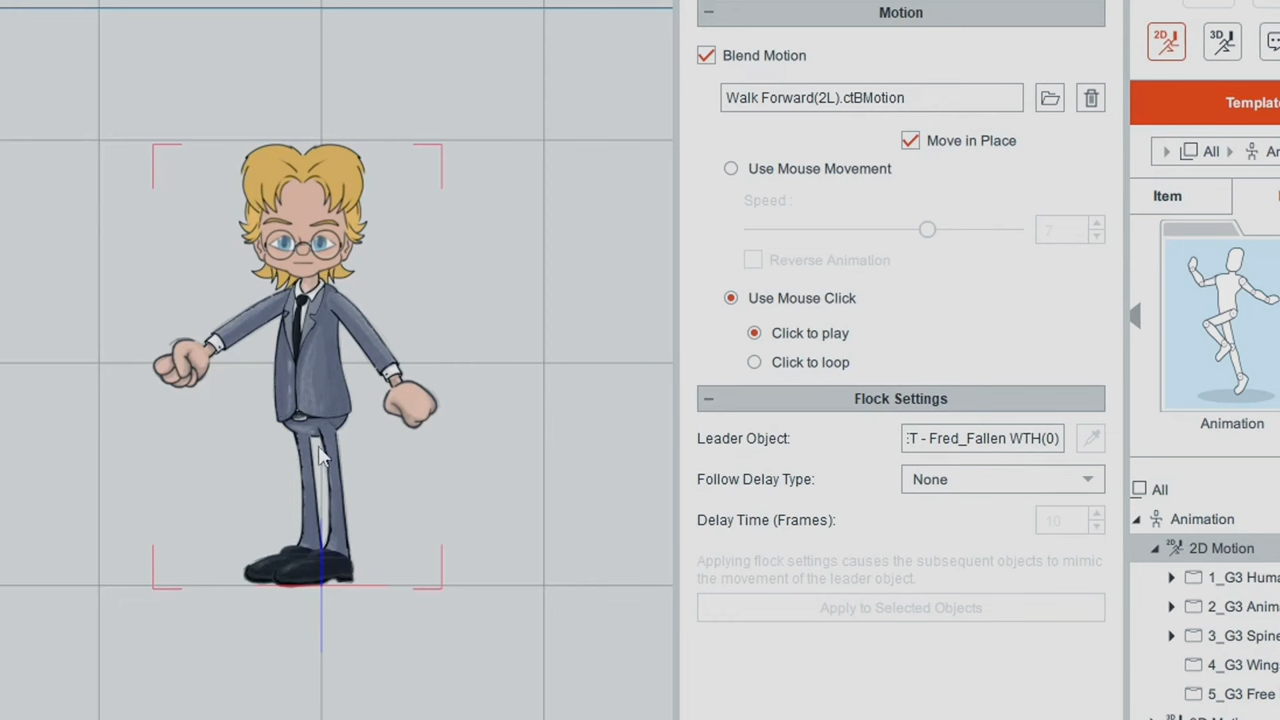 Motion
Blend Motion
Walk Forward(2L).ctBMotion
Move in Place
Use Mouse Movement
Speed :
7
Reverse Animation
Use Mouse Click
Click to play
Click to loop
Flock Settings
Leader Object:
T - Fred_Fallen WTH(0)
Follow Delay Type:
None
Delay Time (Frames):
10
Applying flock settings causes the subsequent objects to mimic
the movement of the leader object.
Apply to Selected Objects
2D
3D
Template
All
An
Item
Animation
All
Animation
2D Motion
1_G3 Huma
2_G3 Anim
3_G3 Spine
4_G3 Wing
5_G3 Free